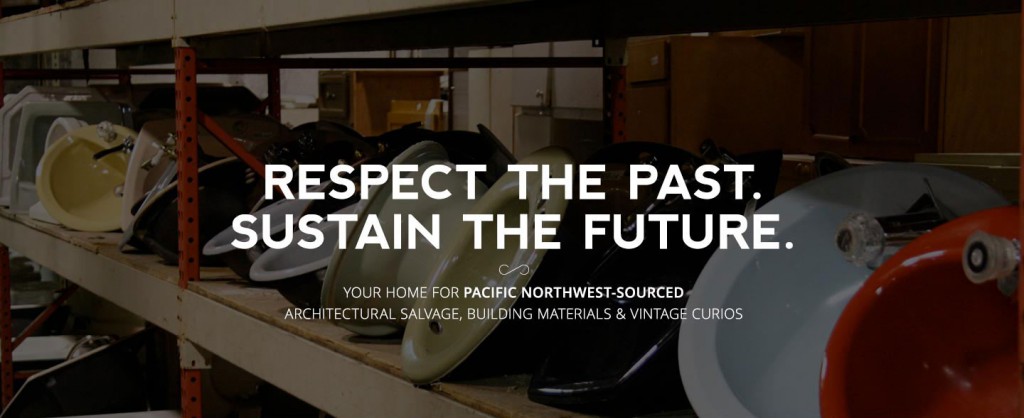 RESPECT THE PAST.
SUSTAIN THE FUTURE.
YOUR HOME FOR PACIFIC NORTHWEST-SOURCED
ARCHITECTURAL SALVAGE, BUILDING MATERIALS & VINTAGE CURIOS